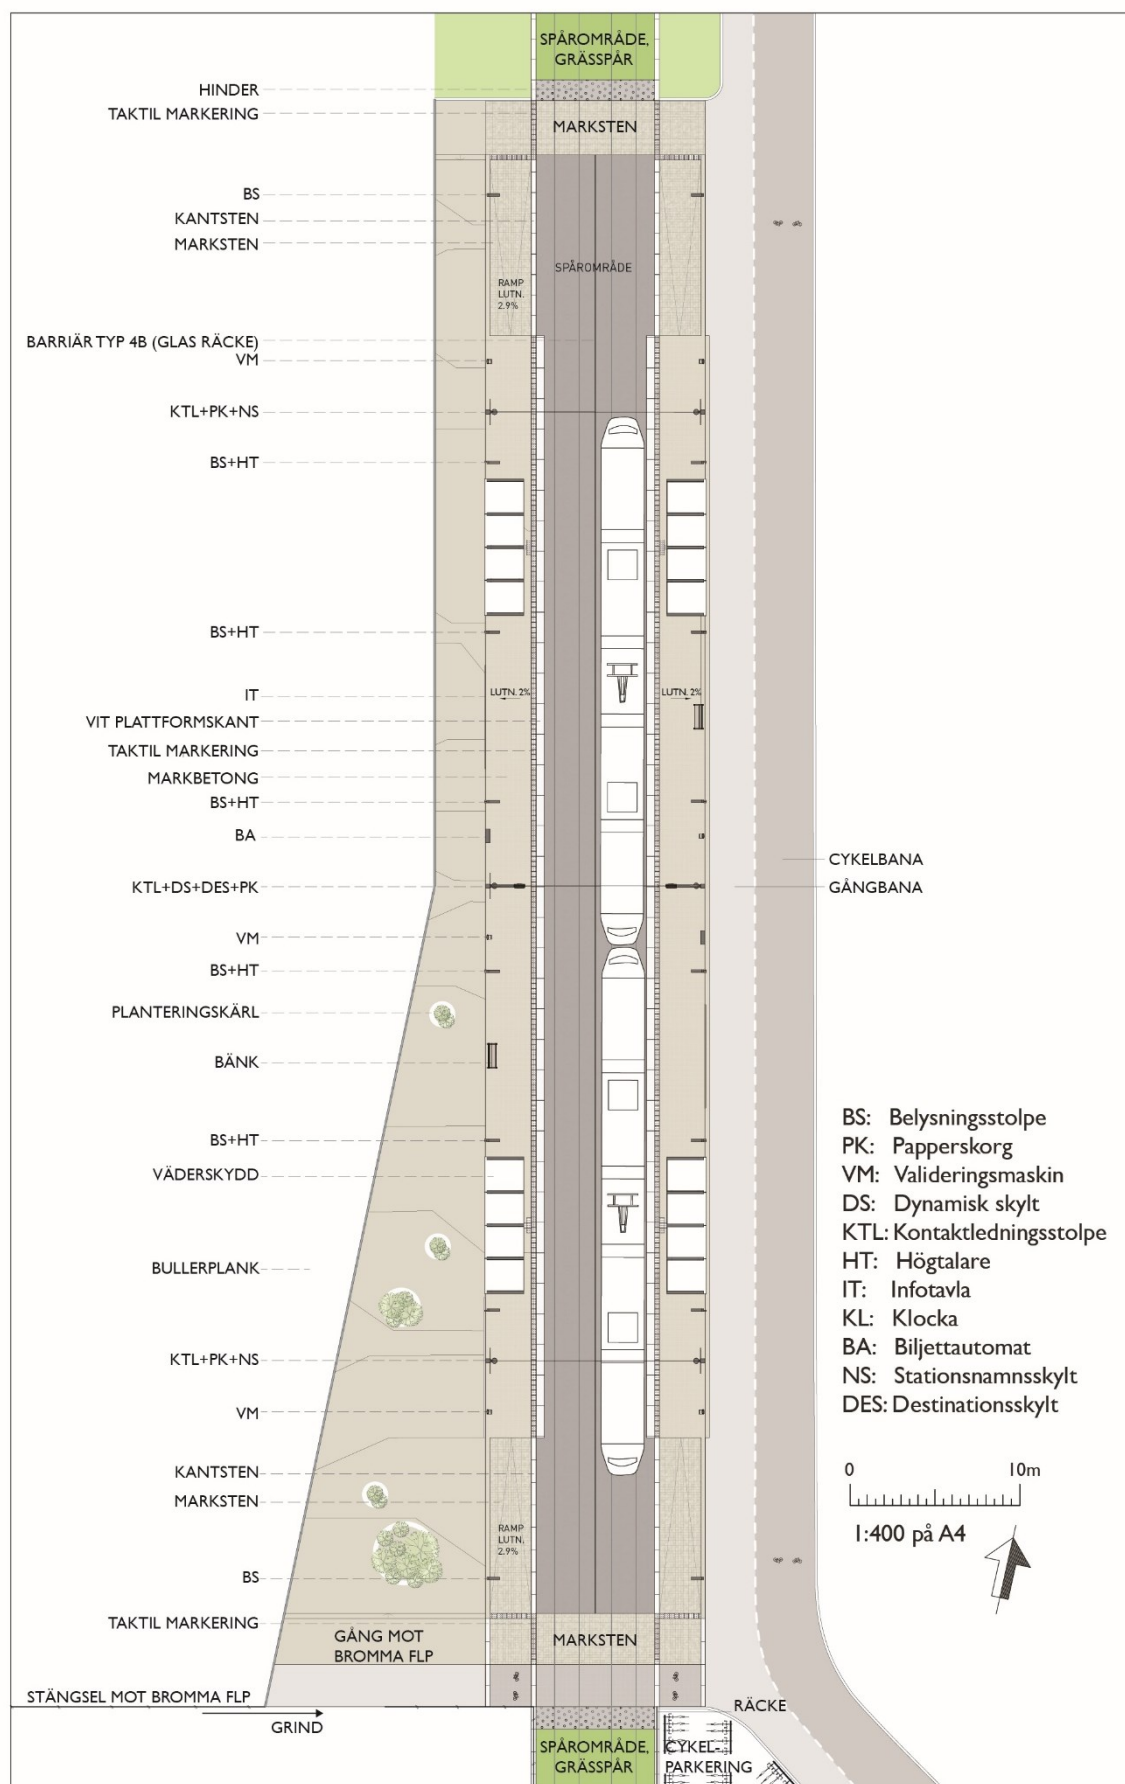 SPÅROMRÅDE,
GRÄSSPÅR
HINDER
TAKTIL MARKERING
MARKSTEN
BS
KANTSTEN
MARKSTEN
SPÅROMRÅDE
RAMP
LUTN.
2.9%
BARRIÄR TYP 4B (GLAS RÄCKE)
VM
KTL+PK+NS
BS+HT
BS+HT
IT
LUTN. 2%
LUTN. 2%
VIT PLATTFORMSKANT
TAKTIL MARKERING
MARKBETONG
BS+HT
BA
CYKELBANA
KTL+DS+DES+PK
GÅNGBANA
VM
BS+HT
PLANTERINGSKÄRL
BÄNK
BS+HT
VÄDERSKYDD
BULLERPLANK
KTL+PK+NS
VM
KANTSTEN
MARKSTEN
RAMP
LUTN.
2.9%
BS
TAKTIL MARKERING
GÅNG MOT
BROMMA FLP
MARKSTEN
STÄNGSEL MOT BROMMA FLP
GRIND
RÄCKE
SPÅROMRÅDE,
GRÄSSPÅR
CYKEL-
PARKERING
BS: Belysningsstolpe
PK: Papperskorg
VM: Valideringsmaskin
DS: Dynamisk skylt
KTL: Kontaktledningsstolpe
HT: Högtalare
IT: Infotavla
KL: Klocka
BA: Biljettautomat
NS: Stationsnamnsskylt
DES: Destinationsskylt
0 10m
1:400 på A4